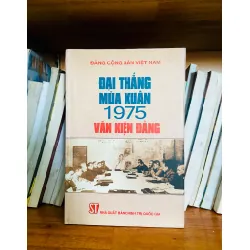 ĐẢNG CỘNG SẢN VIỆT NAM
ĐẠI THẮNG
MÙA XUÂN
1975
VĂN KIỆN ĐẢNG
ST
NHÀ XUẤT BẢN CHÍNH TRỊ QUỐC GIA